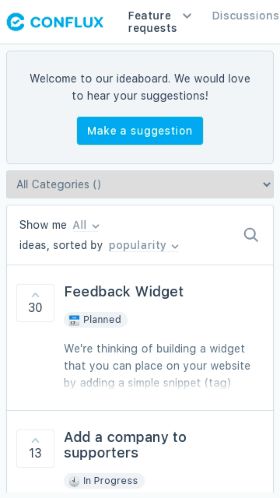 CONFLUX
Feature requests
Discussions
Welcome to our ideaboard. We would love
to hear your suggestions!
Make a suggestion
All Categories ()
Show me All
ideas, sorted by popularity
Feedback Widget
30
Planned
We're thinking of building a widget
that you can place on your website
by adding a simple snippet (tag)
Add a company to
supporters
13
In Progress